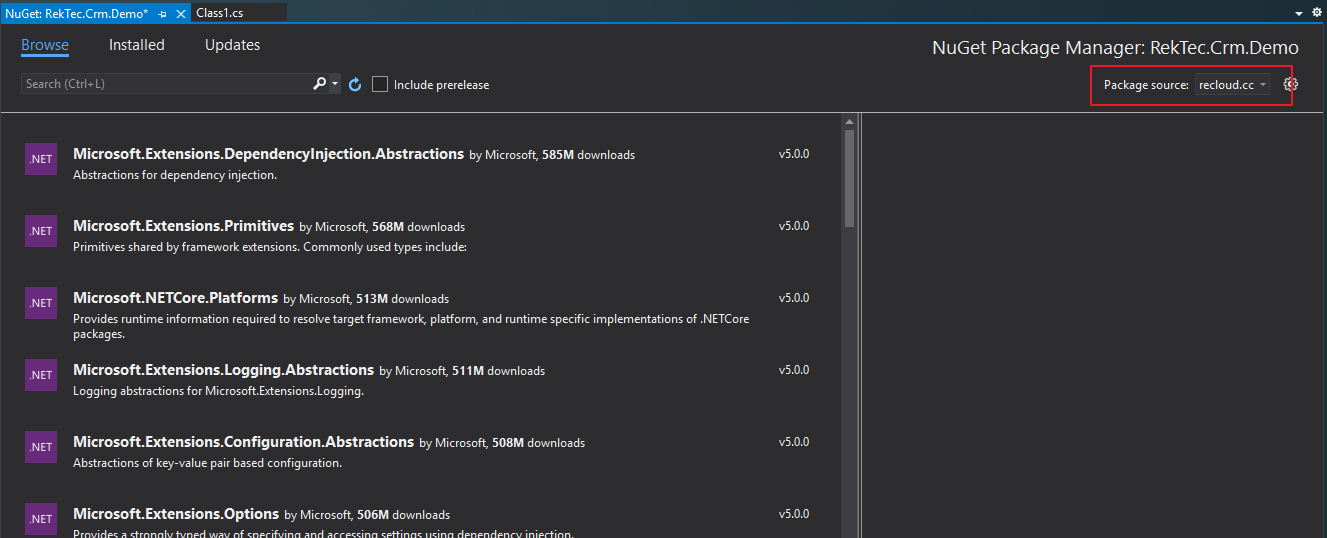 NuGet: RekTec.Crm.Demo* Class1.cs
Browse Installed Updates
NuGet Package Manager: RekTec.Crm.Demo
Search (Ctrl+L) Include prerelease
Package source: recloud.cc
.NET Microsoft.Extensions.DependencyInjection.Abstractions by Microsoft, 585M downloads v5.0.0
Abstractions for dependency injection.
.NET Microsoft.Extensions.Primitives by Microsoft, 568M downloads v5.0.0
Primitives shared by framework extensions. Commonly used types include:
.NET Microsoft.NETCore.Platforms by Microsoft, 513M downloads v5.0.0
Provides runtime information required to resolve target framework, platform, and runtime specific implementations of .NETCore
packages.
.NET Microsoft.Extensions.Logging.Abstractions by Microsoft, 511M downloads v5.0.0
Logging abstractions for Microsoft.Extensions.Logging.
.NET Microsoft.Extensions.Configuration.Abstractions by Microsoft, 508M downloads v5.0.0
Abstractions of key-value pair based configuration.
.NET Microsoft.Extensions.Options by Microsoft, 506M downloads v5.0.0
Provides a strongly typed way of specifying and accessing settings using dependency injection.